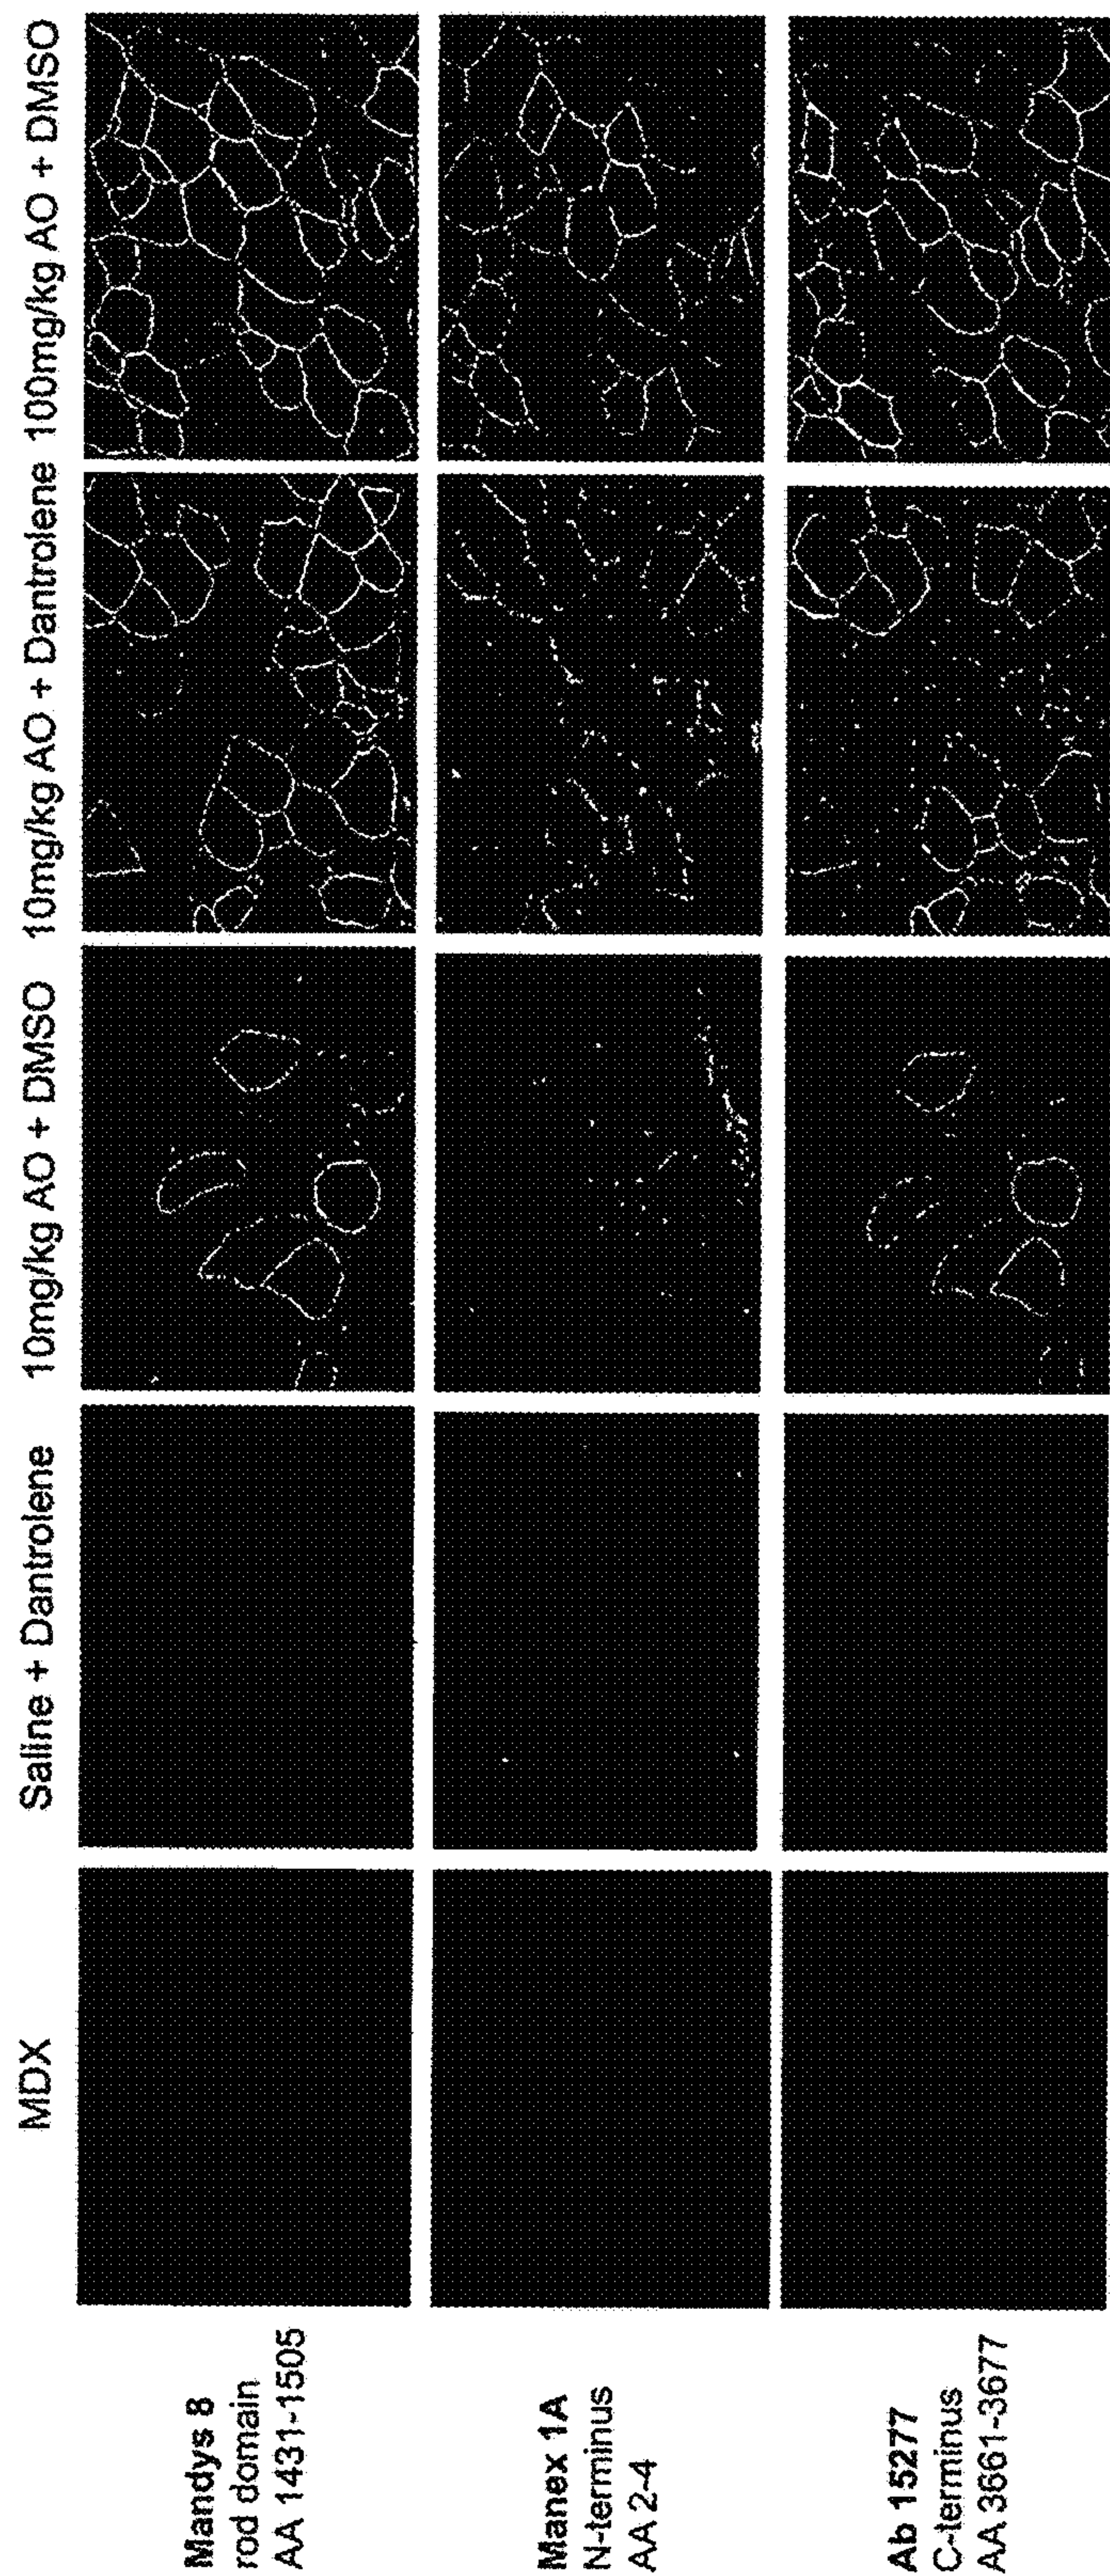 MDX
Saline + Dantrolene
10mg/kg AO + DMSO
10mg/kg AO + Dantrolene
100mg/kg AO + DMSO
Mandys 8
rod domain
AA 1431-1505
Manex 1A
N-terminus
AA 2-4
Ab 15277
C-terminus
AA 3661-3677